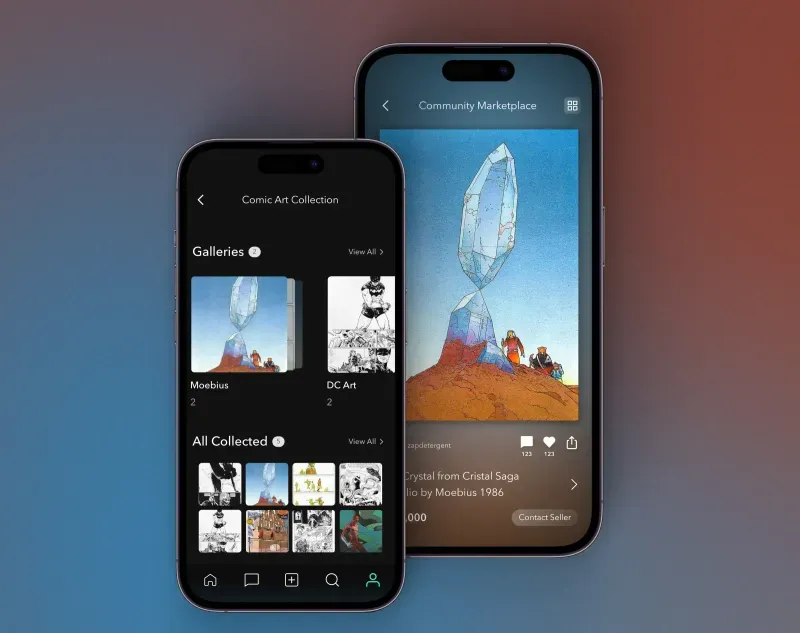 Community Marketplace
Comic Art Collection
Galleries 2
View All
Moebius
2
DC Art
2
All Collected 5
View All
zapdetergent
123
123
Crystal from Cristal Saga
lio by Moebius 1986
,000
Contact Seller